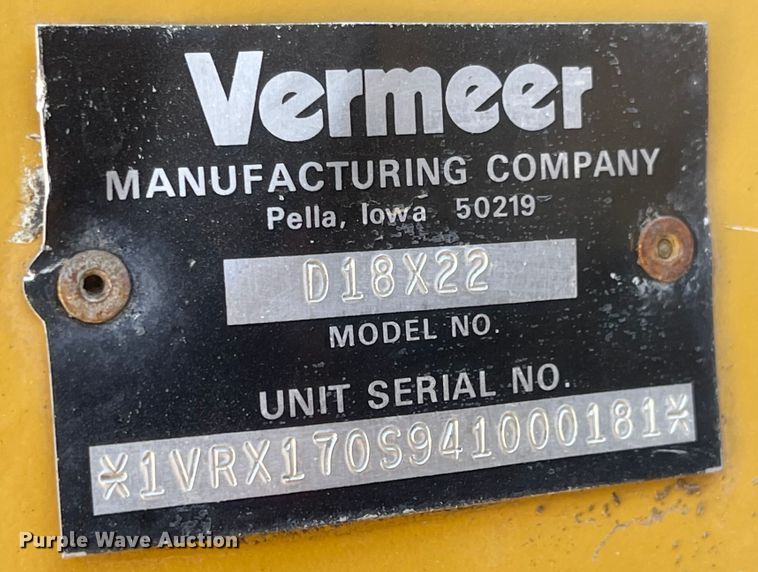 Vermeer
MANUFACTURING COMPANY
Pella, Iowa 50219
D18X22
MODEL NO.
UNIT SERIAL NO.
*1VRX170S941000181*
Purple Wave Auction